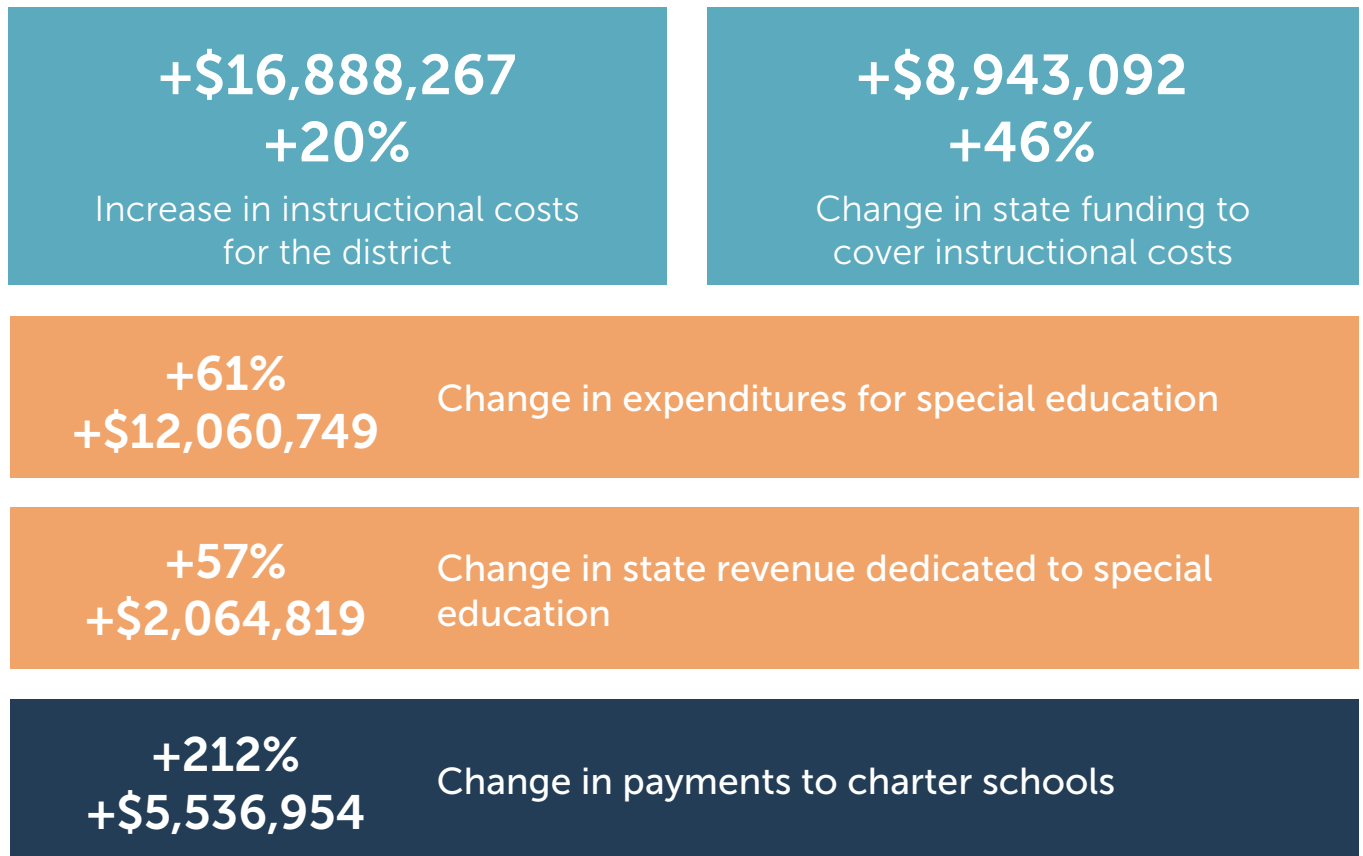 +$16,888,267
+20%
Increase in instructional costs
for the district
+$8,943,092
+46%
Change in state funding to
cover instructional costs
+61%
+$12,060,749
Change in expenditures for special education
+57%
+$2,064,819
Change in state revenue dedicated to special
education
+212%
+$5,536,954
Change in payments to charter schools